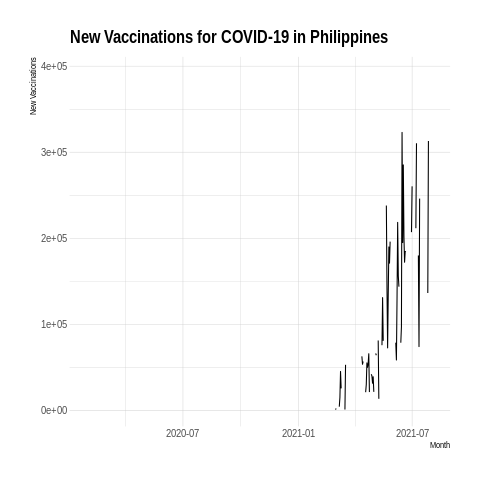 New Vaccinations for COVID-19 in Philippines
New Vaccinations
4e+05
3e+05
2e+05
1e+05
0e+00
2020-07
2021-01
2021-07
Month